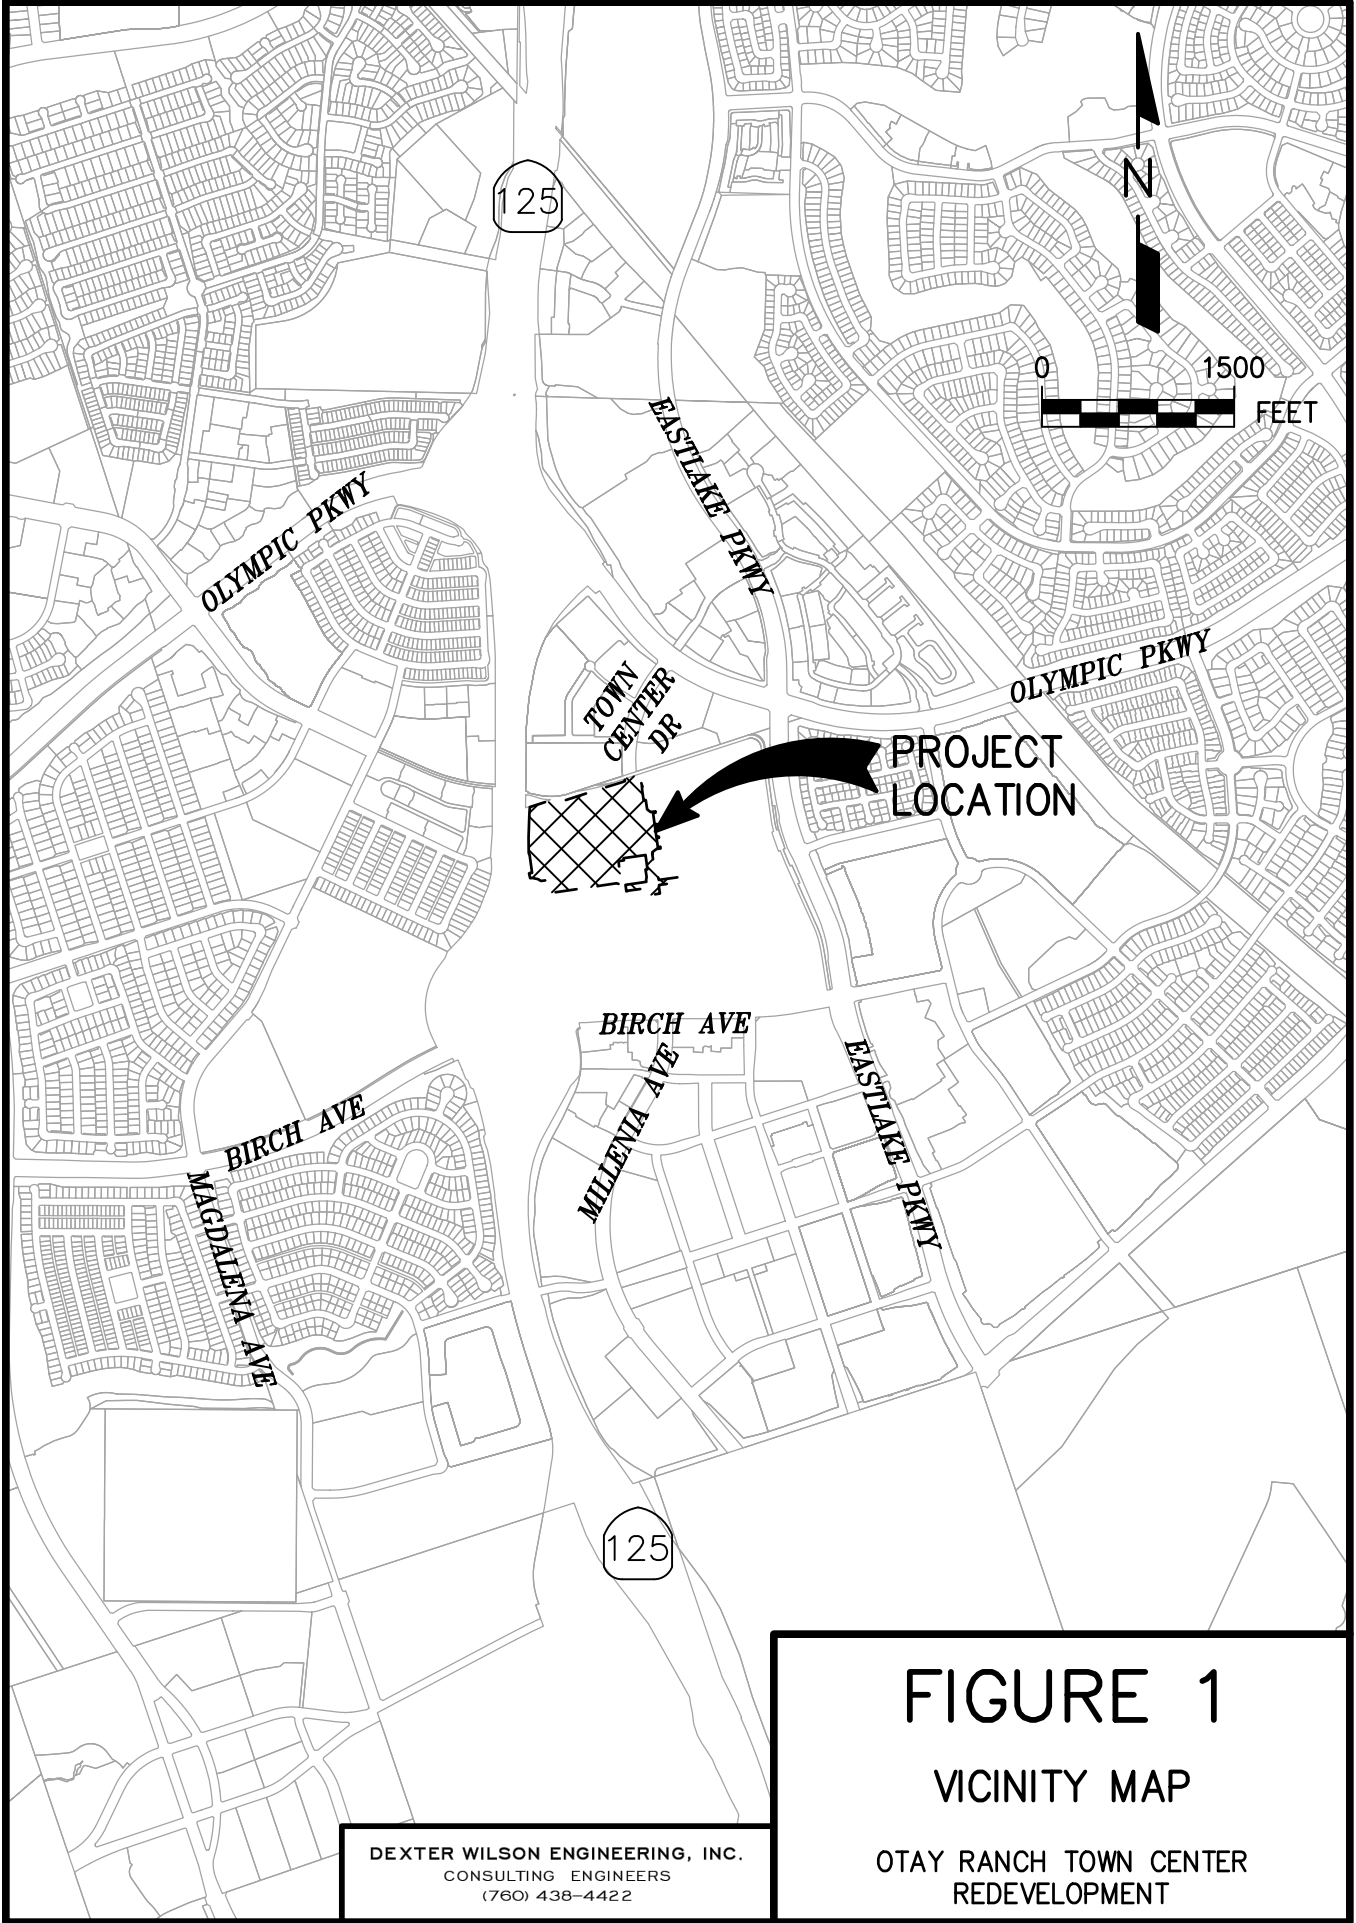 125
N
0 1500
FEET
EASTLAKE PKWY
OLYMPIC PKWY
OLYMPIC PKWY
TOWN
CENTER
DR
PROJECT
LOCATION
BIRCH AVE
MILLENIA AVE
EASTLAKE PKWY
BIRCH AVE
MAGDALENA AVE
125
FIGURE 1
VICINITY MAP
OTAY RANCH TOWN CENTER
REDEVELOPMENT
DEXTER WILSON ENGINEERING, INC.
CONSULTING ENGINEERS
(760) 438-4422